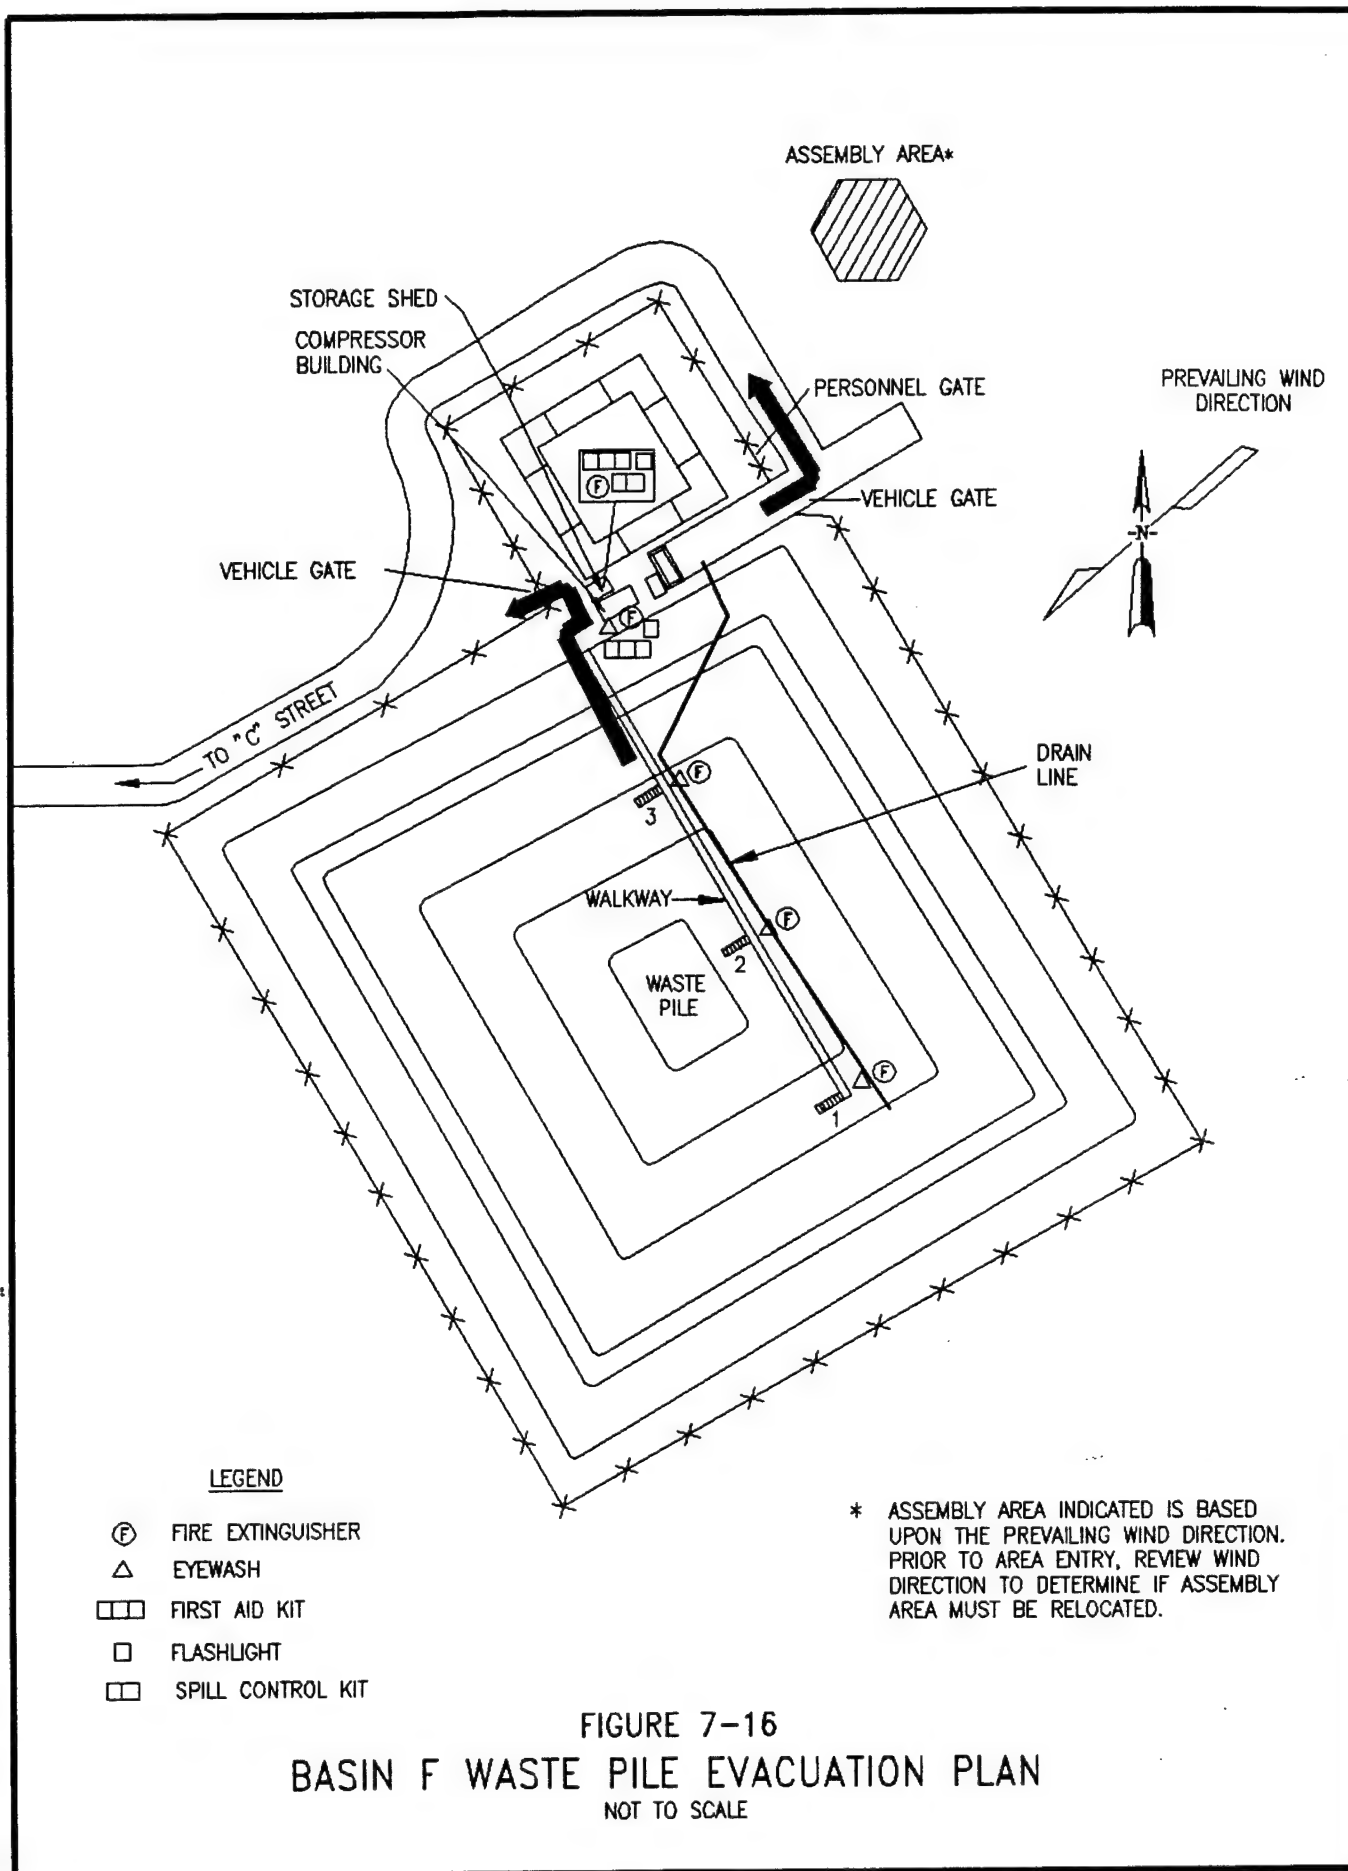 ASSEMBLY AREA*
STORAGE SHED
COMPRESSOR
BUILDING
PERSONNEL GATE
PREVAILING WIND
DIRECTION
F
VEHICLE GATE
-N-
VEHICLE GATE
F
TO "C" STREET
DRAIN
LINE
F
3
WALKWAY
F
2
WASTE
PILE
F
1
LEGEND
F FIRE EXTINGUISHER
EYEWASH
FIRST AID KIT
FLASHLIGHT
SPILL CONTROL KIT
* ASSEMBLY AREA INDICATED IS BASED
UPON THE PREVAILING WIND DIRECTION.
PRIOR TO AREA ENTRY, REVIEW WIND
DIRECTION TO DETERMINE IF ASSEMBLY
AREA MUST BE RELOCATED.
FIGURE 7-16
BASIN F WASTE PILE EVACUATION PLAN
NOT TO SCALE